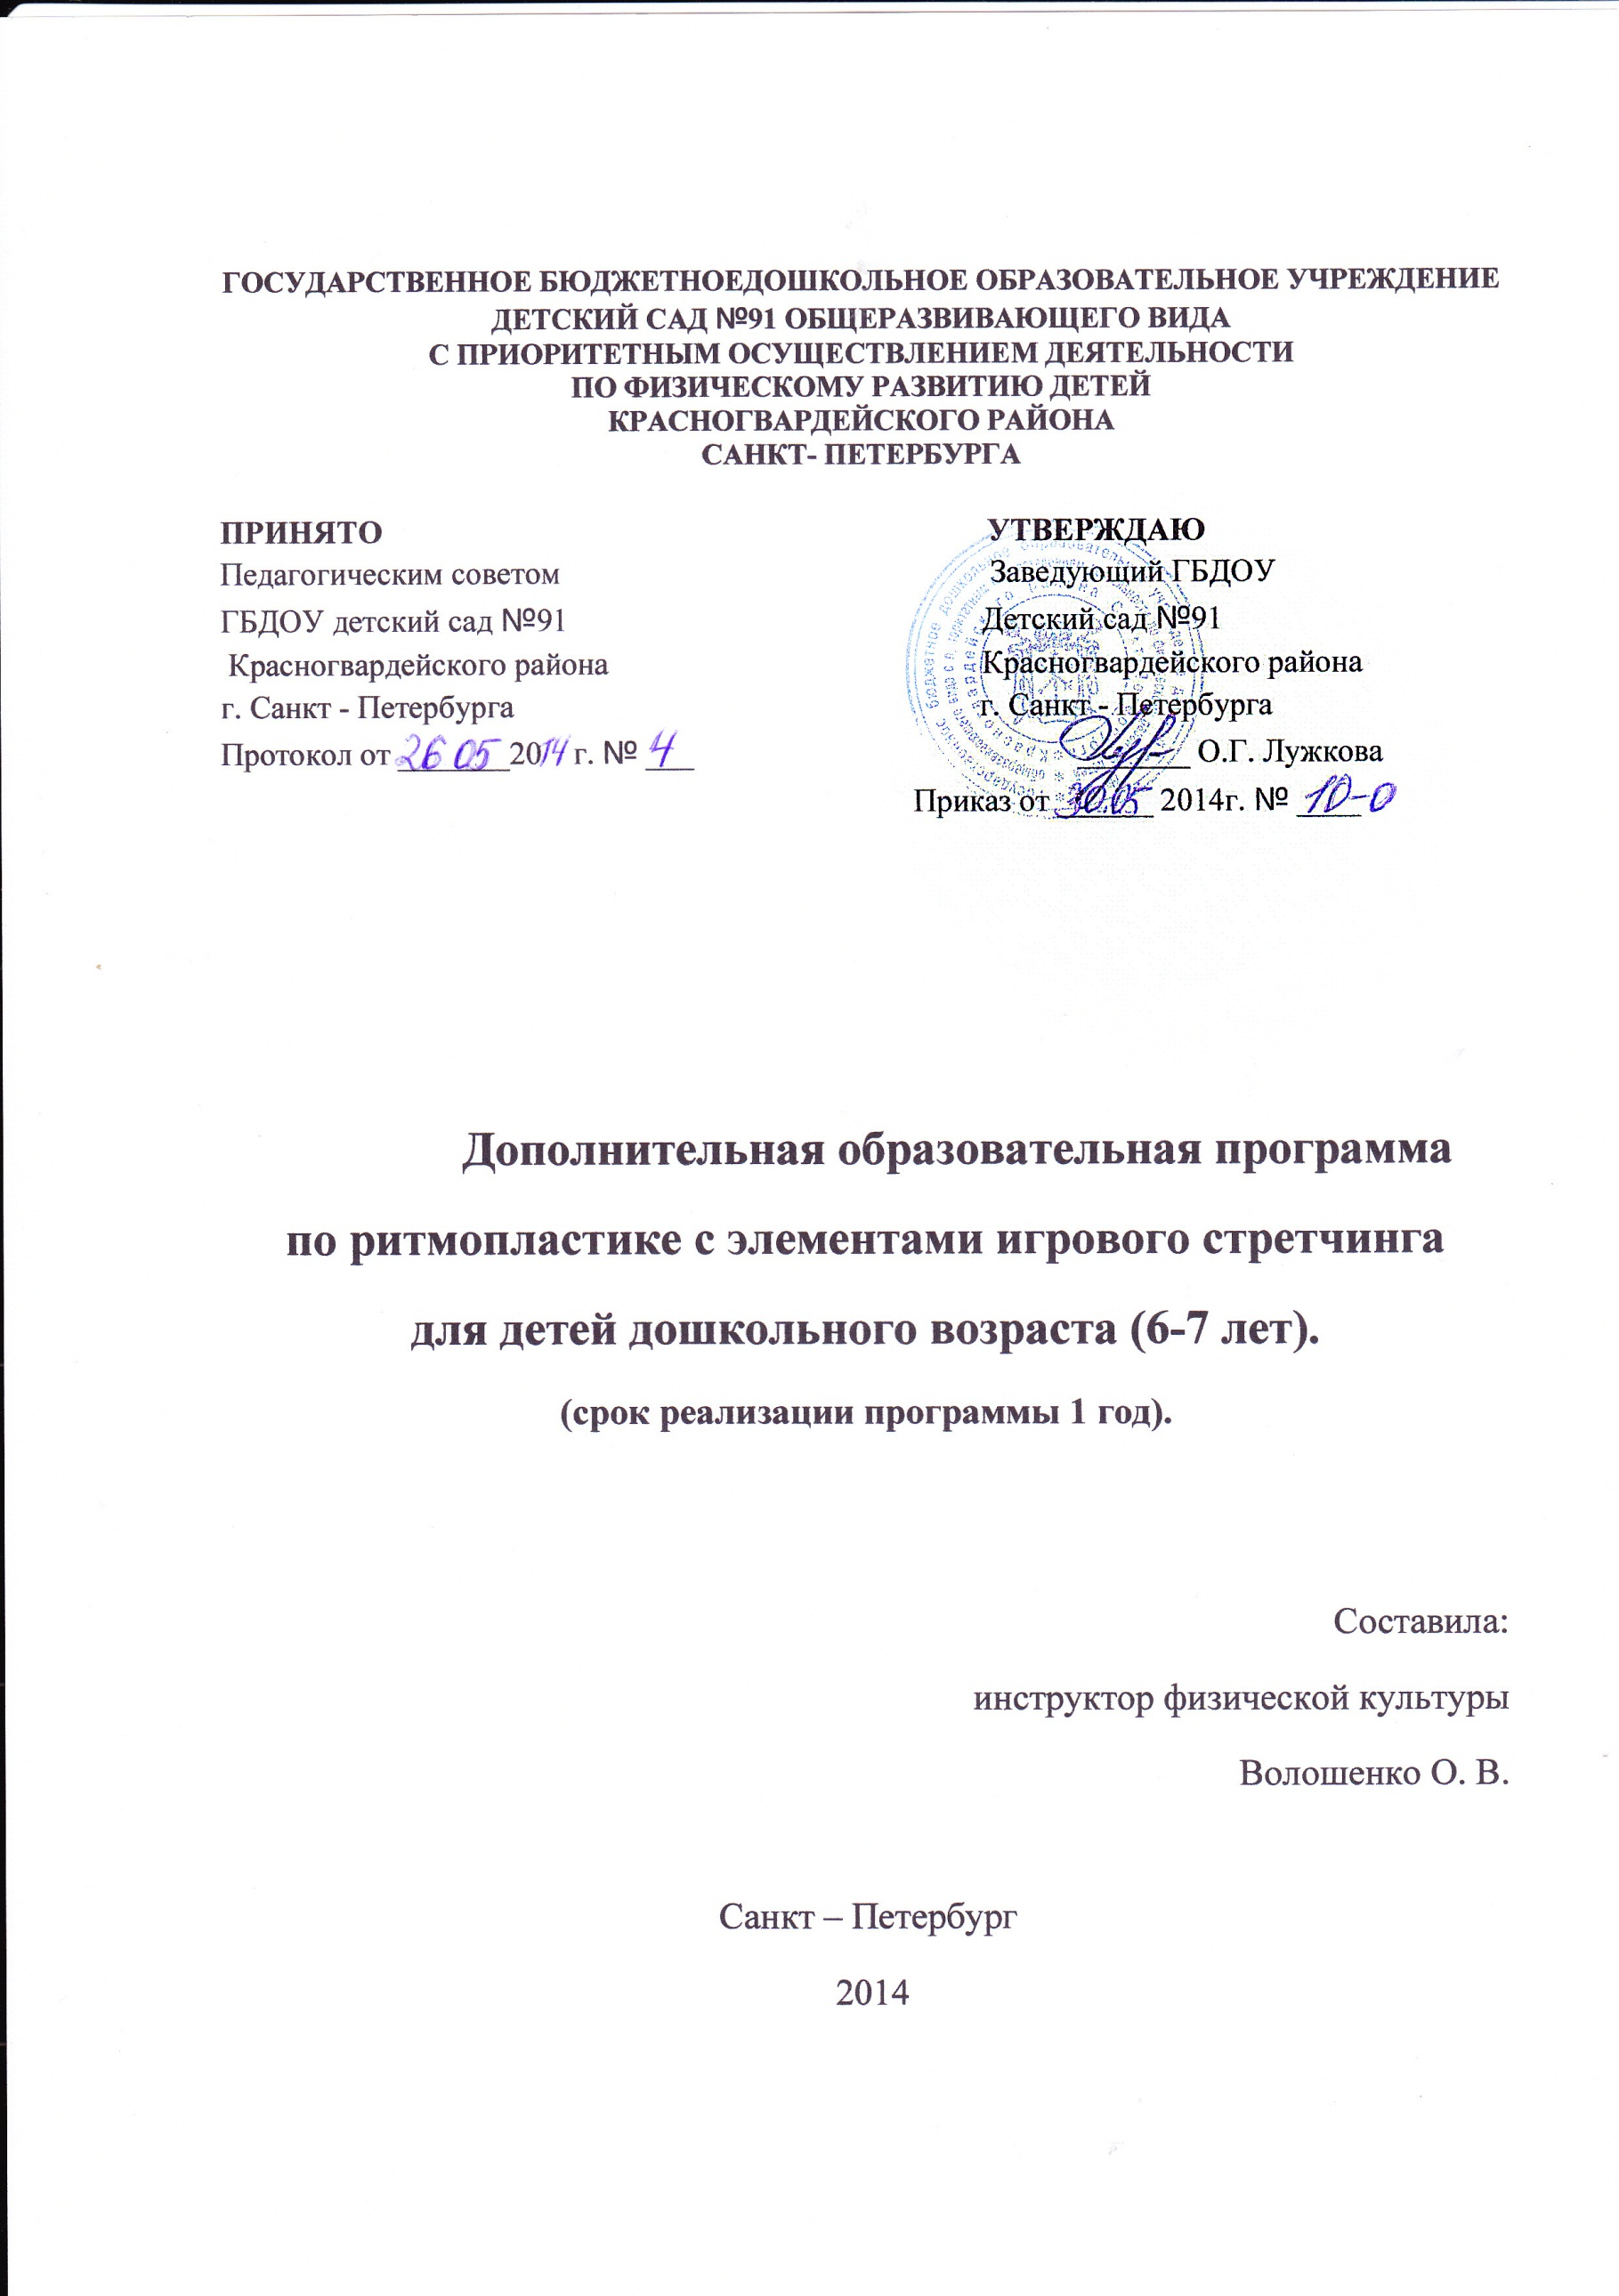 ГОСУДАРСТВЕННОЕ БЮДЖЕТНОЕДОШКОЛЬНОЕ ОБРАЗОВАТЕЛЬНОЕ УЧРЕЖДЕНИЕ
ДЕТСКИЙ САД №91 ОБЩЕРАЗВИВАЮЩЕГО ВИДА
С ПРИОРИТЕТНЫМ ОСУЩЕСТВЛЕНИЕМ ДЕЯТЕЛЬНОСТИ
ПО ФИЗИЧЕСКОМУ РАЗВИТИЮ ДЕТЕЙ
КРАСНОГВАРДЕЙСКОГО РАЙОНА
САНКТ- ПЕТЕРБУРГА
ПРИНЯТО
Педагогическим советом
ГБДОУ детский сад №91
Красногвардейского района
г. Санкт - Петербурга
Протокол от 26 05 2014 г. № 4
УТВЕРЖДАЮ
Заведующий ГБДОУ
Детский сад №91
Красногвардейского района
г. Санкт - Петербурга
О.Г. Лужкова
Приказ от 30.05 2014г. № 10-0
Дополнительная образовательная программа
по ритмопластике с элементами игрового стретчинга
для детей дошкольного возраста (6-7 лет).
(срок реализации программы 1 год).
Составила:
инструктор физической культуры
Волошенко О. В.
Санкт – Петербург
2014